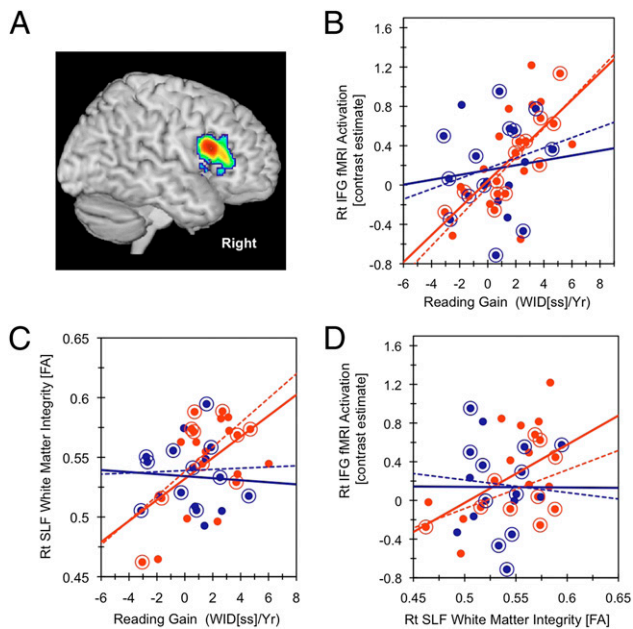 A
Right
B
1.6
1.2
0.8
0.4
0
-0.4
-0.8
Rt IFG fMRI Activation
[contrast estimate]
-6 -4 -2 0 2 4 6 8
Reading Gain (WID[ss]/Yr)
C
0.65
0.6
0.55
0.5
0.45
Rt SLF White Matter Integrity [FA]
-6 -4 -2 0 2 4 6 8
Reading Gain (WID[ss]/Yr)
D
1.6
1.2
0.8
0.4
0
-0.4
-0.8
Rt IFG fMRI Activation
[contrast estimate]
0.45 0.5 0.55 0.6 0.65
Rt SLF White Matter Integrity [FA]